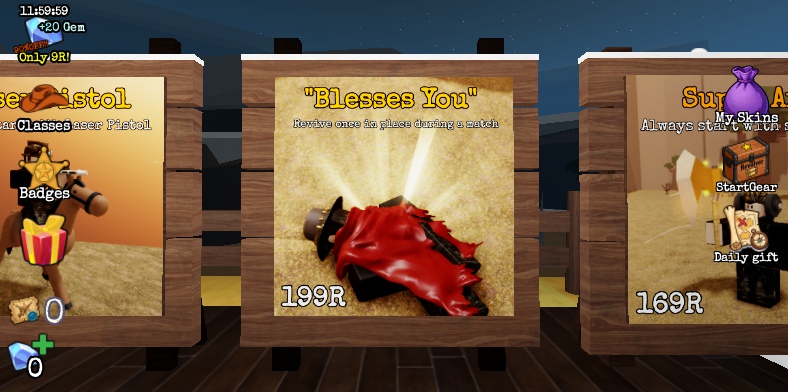 11:59:59
+20 Gem
Only 9R!
Classes
Badges
0
0
Pistol
Pistol
"Blesses You"
Revive once in place during a match
199R
Always start with
169R
My Skins
StartGear
Daily gift